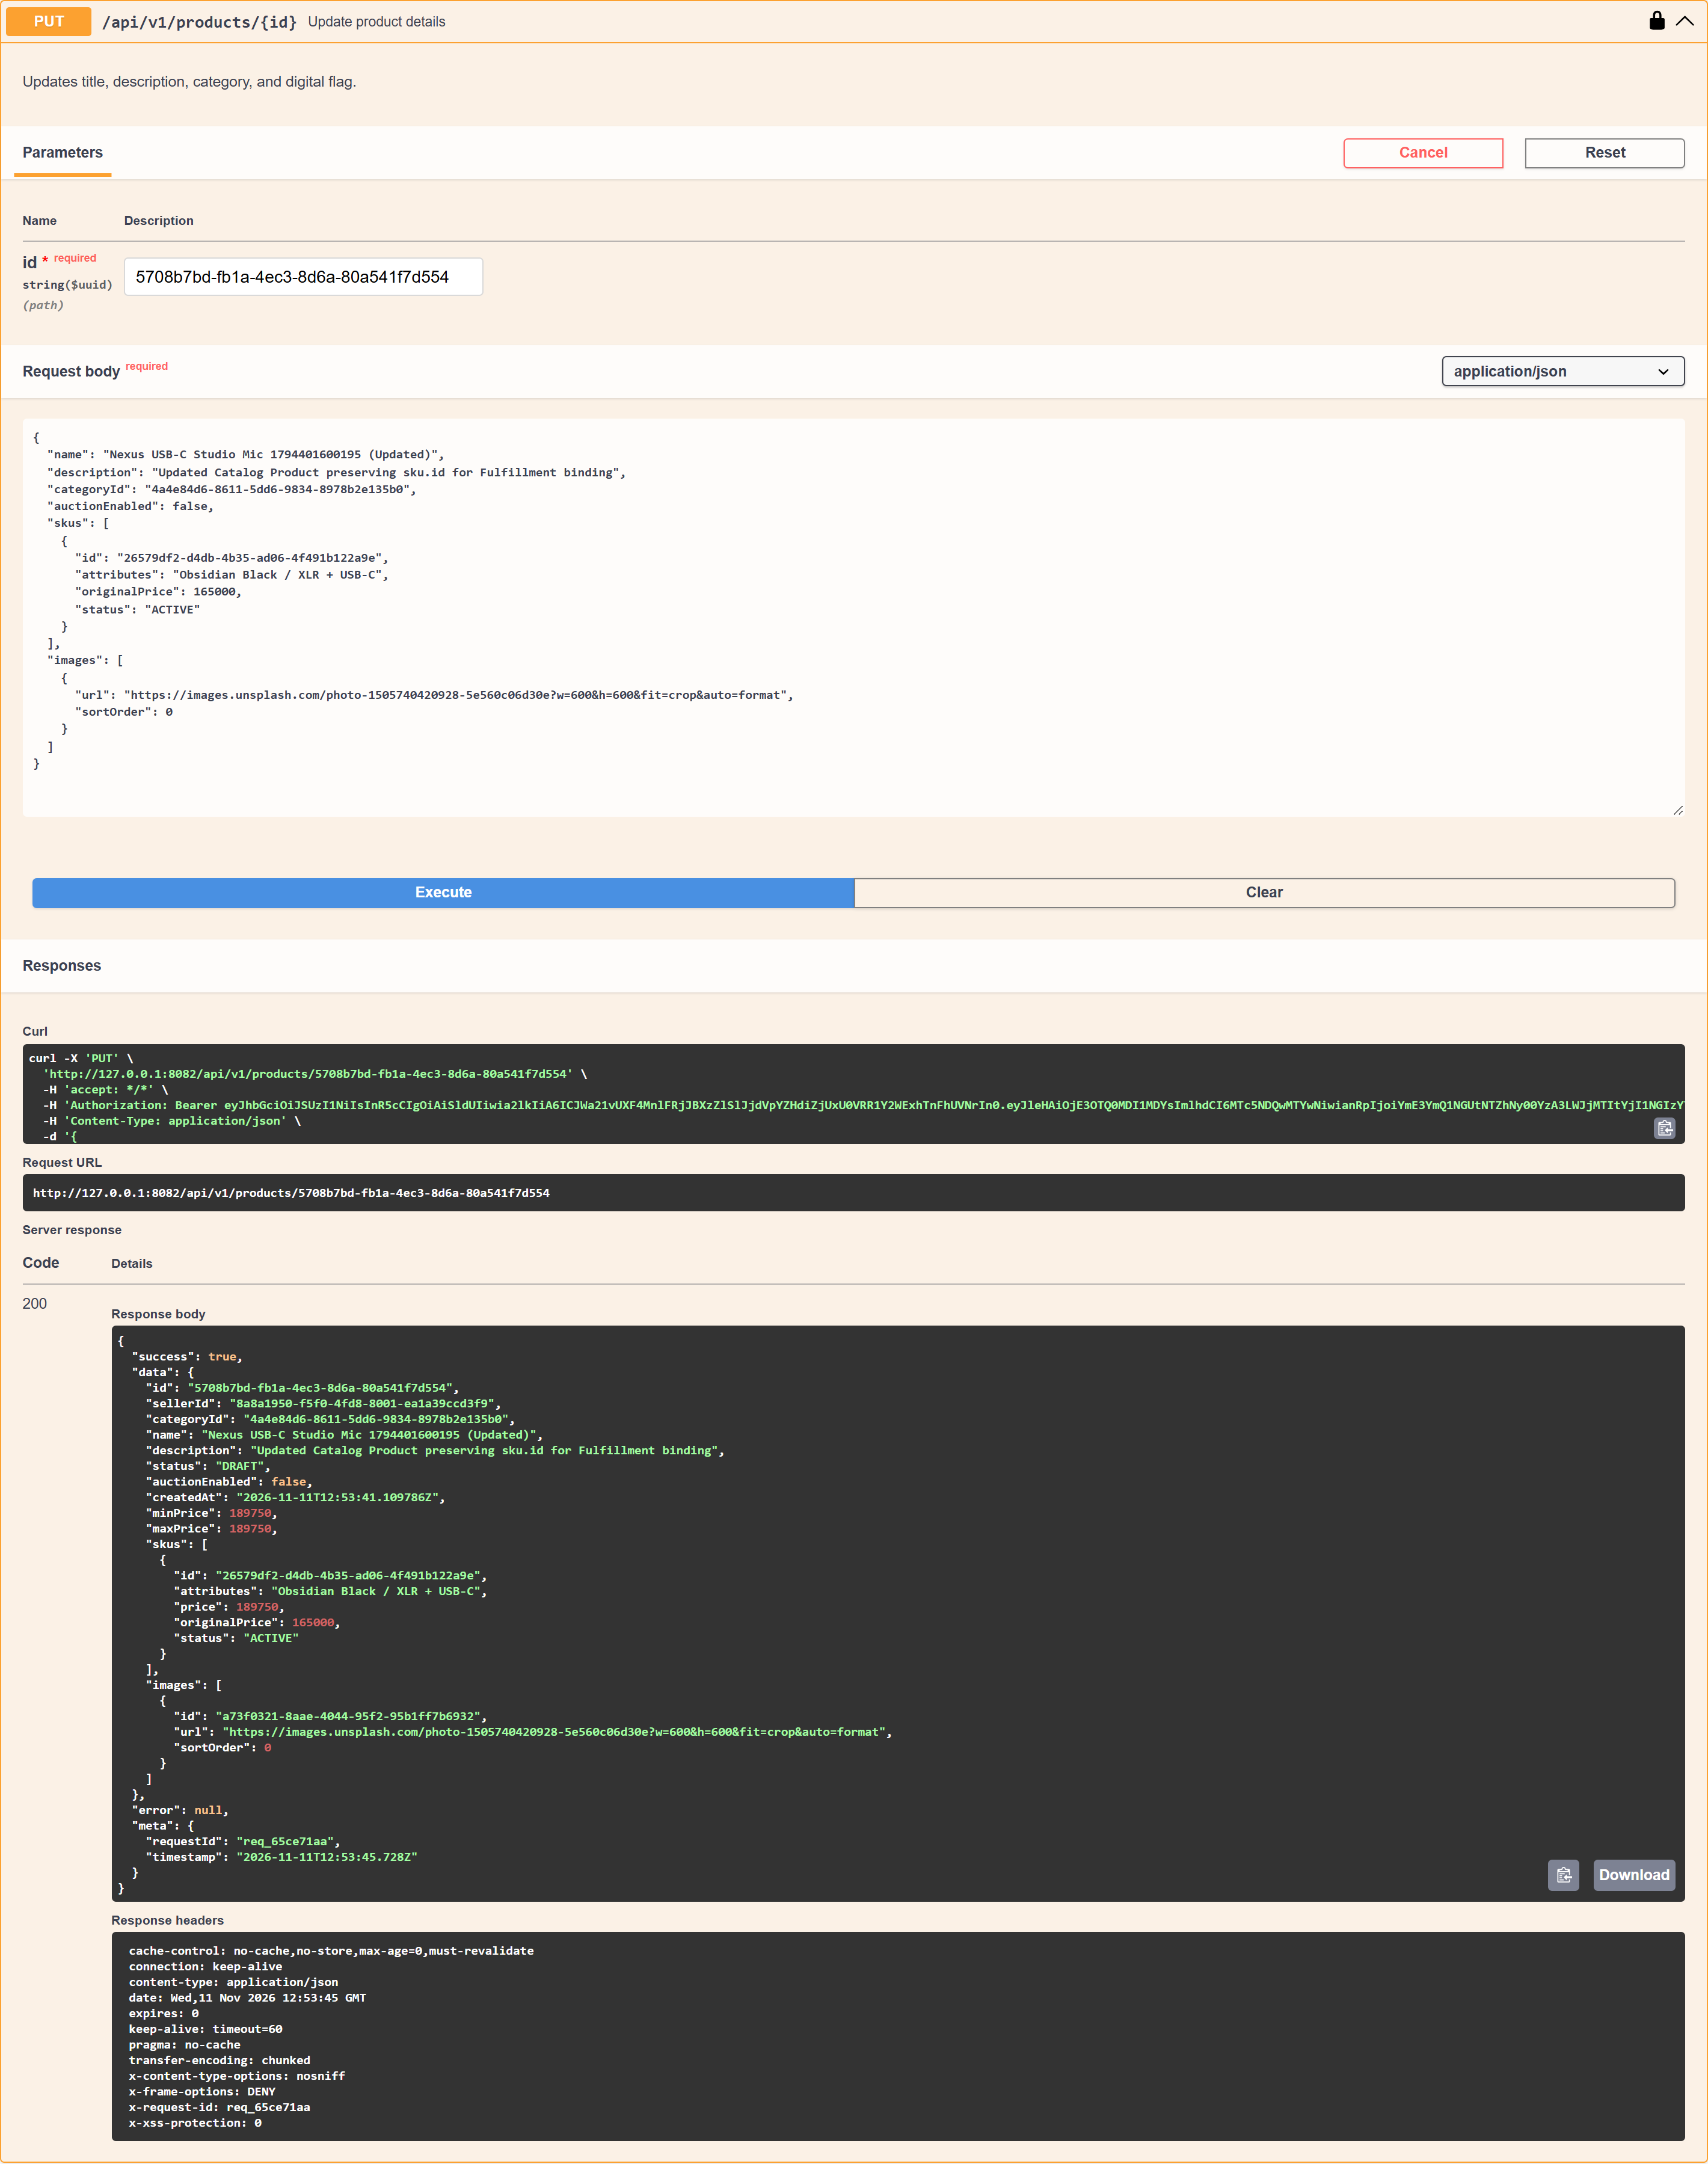 PUT /api/v1/products/{id} Update product details
Updates title, description, category, and digital flag.
Parameters Cancel Reset
Name Description
id * required
string($uuid)
(path)
5708b7bd-fb1a-4ec3-8d6a-80a541f7d554
Request body required application/json
{
  "name": "Nexus USB-C Studio Mic 1794401600195 (Updated)",
  "description": "Updated Catalog Product preserving sku.id for Fulfillment binding",
  "categoryId": "4a4e84d6-8611-5dd6-9834-8978b2e135b0",
  "auctionEnabled": false,
  "skus": [
    {
      "id": "26579df2-d4db-4b35-ad06-4f491b122a9e",
      "attributes": "Obsidian Black / XLR + USB-C",
      "originalPrice": 165000,
      "status": "ACTIVE"
    }
  ],
  "images": [
    {
      "url": "https://images.unsplash.com/photo-1505740420928-5e560c06d30e?w=600&h=600&fit=crop&auto=format",
      "sortOrder": 0
    }
  ]
}
Execute Clear
Responses
Curl
curl -X 'PUT' \
  'http://127.0.0.1:8082/api/v1/products/5708b7bd-fb1a-4ec3-8d6a-80a541f7d554' \
  -H 'accept: */*' \
  -H 'Authorization: Bearer
  -H 'Content-Type: application/json' \
  -d '{
Request URL
http://127.0.0.1:8082/api/v1/products/5708b7bd-fb1a-4ec3-8d6a-80a541f7d554
Server response
Code Details
200
Response body
{
  "success": true,
  "data": {
    "id": "5708b7bd-fb1a-4ec3-8d6a-80a541f7d554",
    "sellerId": "8a8a1950-f5f0-4fd8-8001-ea1a39ccd3f9",
    "categoryId": "4a4e84d6-8611-5dd6-9834-8978b2e135b0",
    "name": "Nexus USB-C Studio Mic 1794401600195 (Updated)",
    "description": "Updated Catalog Product preserving sku.id for Fulfillment binding",
    "status": "DRAFT",
    "auctionEnabled": false,
    "createdAt": "2026-11-11T12:53:41.109786Z",
    "minPrice": 189750,
    "maxPrice": 189750,
    "skus": [
      {
        "id": "26579df2-d4db-4b35-ad06-4f491b122a9e",
        "attributes": "Obsidian Black / XLR + USB-C",
        "price": 189750,
        "originalPrice": 165000,
        "status": "ACTIVE"
      }
    ],
    "images": [
      {
        "id": "a73f0321-8aae-4044-95f2-95b1ff7b6932",
        "url": "https://images.unsplash.com/photo-1505740420928-5e560c06d30e?w=600&h=600&fit=crop&auto=format",
        "sortOrder": 0
      }
    ]
  },
  "error": null,
  "meta": {
    "requestId": "req_65ce71aa",
    "timestamp": "2026-11-11T12:53:45.728Z"
  }
}
Download
Response headers
cache-control: no-cache,no-store,max-age=0,must-revalidate
connection: keep-alive
content-type: application/json
date: Wed,11 Nov 2026 12:53:45 GMT
expires: 0
keep-alive: timeout=60
pragma: no-cache
transfer-encoding: chunked
x-content-type-options: nosniff
x-frame-options: DENY
x-request-id: req_65ce71aa
x-xss-protection: 0